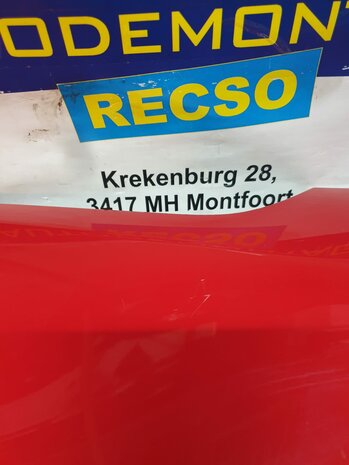 ODEMONT
RECSO
Krekenburg 28,
3417 MH Montfoort